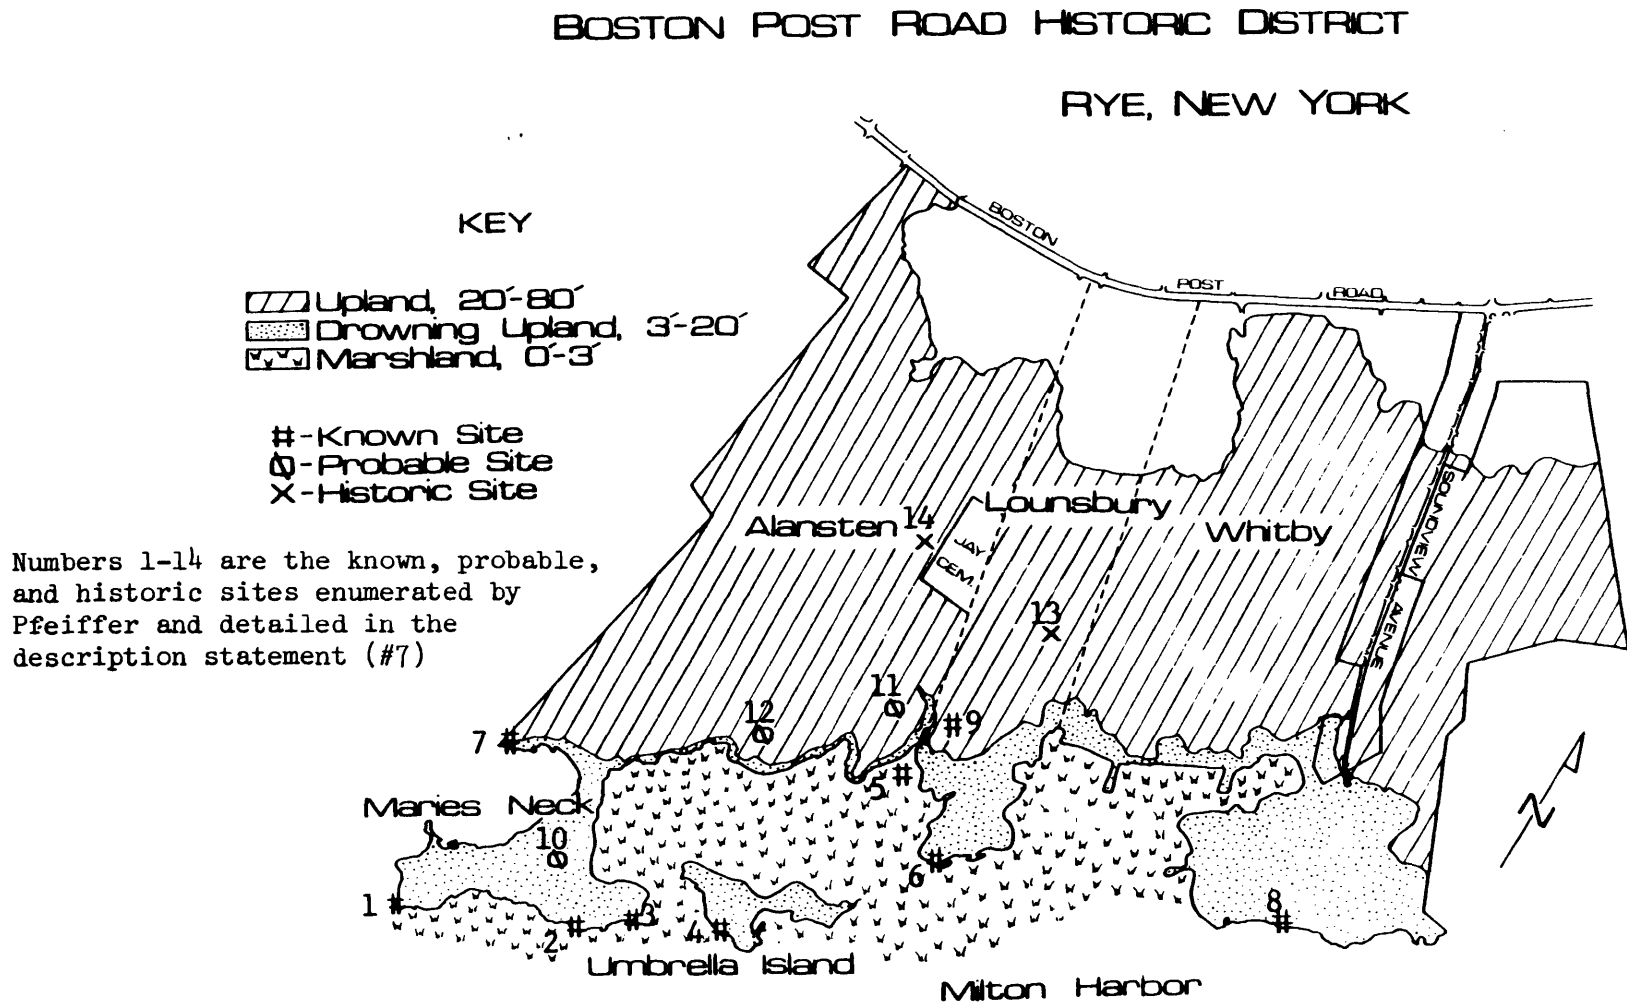 BOSTON POST ROAD HISTORIC DISTRICT
RYE, NEW YORK
KEY
Upland, 20′-80′
Drowning Upland, 3′-20′
Marshland, 0′-3′
#-Known Site
0-Probable Site
X-Historic Site
Numbers 1-14 are the known, probable,
and historic sites enumerated by
Pfeiffer and detailed in the
description statement (#7)
BOSTON
POST
ROAD
SOUNDVIEW
AVENUE
Alansten
14
Lounsbury
Whitby
JAY
CEM.
13
11
12
9
7
5
Maries Neck
10
6
1
2
3
4
8
Umbrella Island
Milton Harbor
N